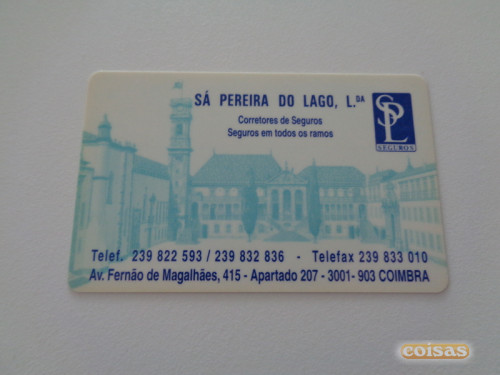 SÁ PEREIRA DO LAGO, L.DA
Corretores de Seguros
Seguros em todos os ramos
SPL
SEGUROS
Telef. 239 822 593 / 239 832 836 - Telefax 239 833 010
Av. Fernão de Magalhães, 415 - Apartado 207 - 3001- 903 COIMBRA
coisas